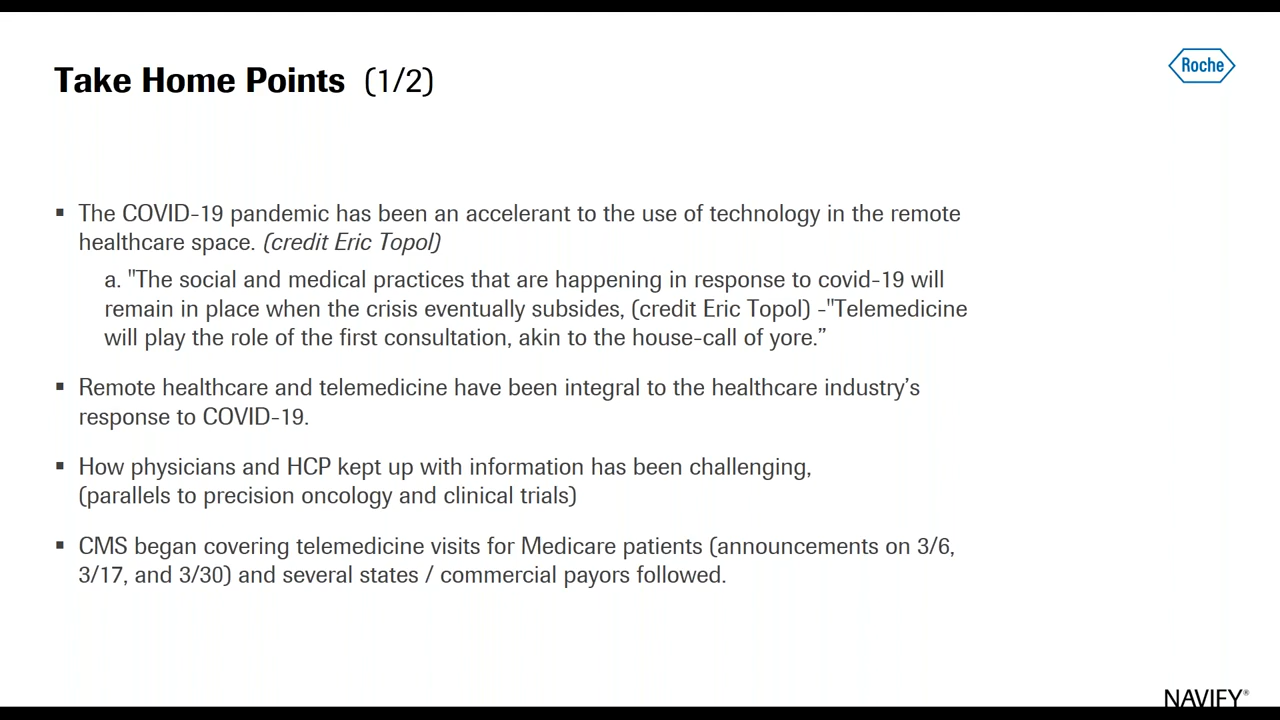 Take Home Points (1/2)
Roche
▪ The COVID-19 pandemic has been an accelerant to the use of technology in the remote
healthcare space. (credit Eric Topol)
a. "The social and medical practices that are happening in response to covid-19 will
remain in place when the crisis eventually subsides, (credit Eric Topol) -"Telemedicine
will play the role of the first consultation, akin to the house-call of yore.”
▪ Remote healthcare and telemedicine have been integral to the healthcare industry’s
response to COVID-19.
▪ How physicians and HCP kept up with information has been challenging,
(parallels to precision oncology and clinical trials)
▪ CMS began covering telemedicine visits for Medicare patients (announcements on 3/6,
3/17, and 3/30) and several states / commercial payors followed.
NAVIFY®